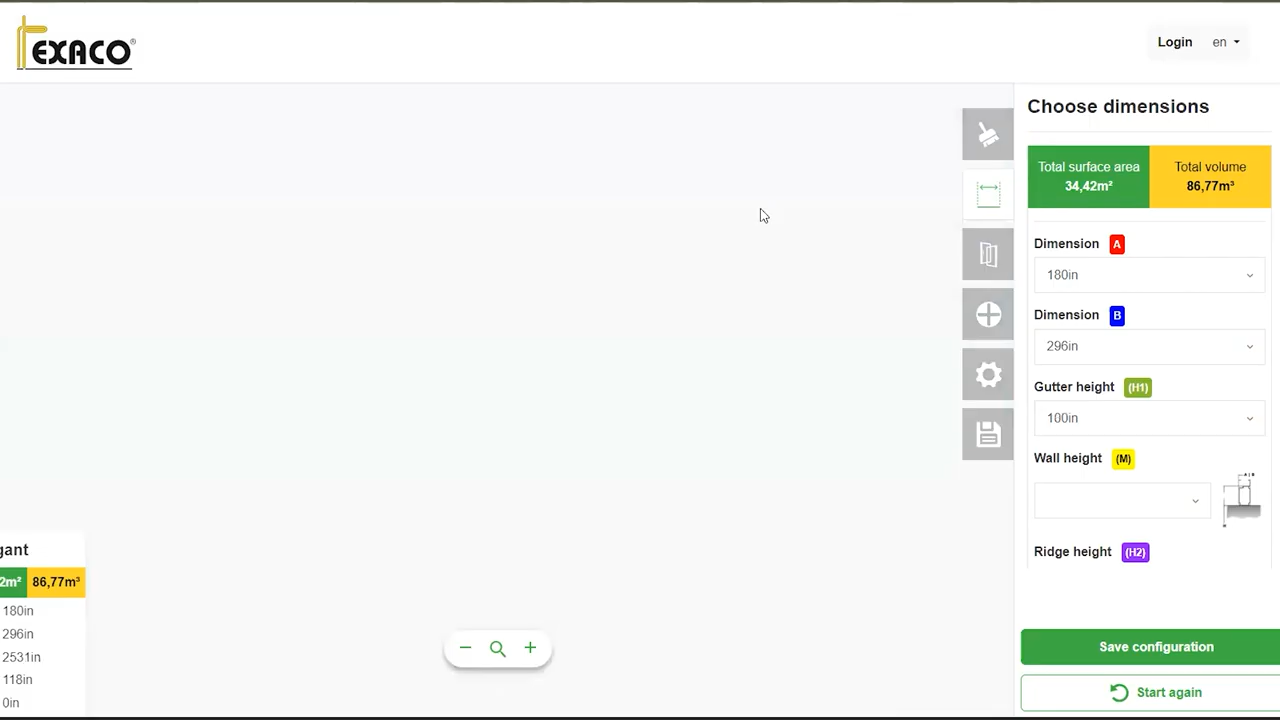 EXACO®
Login en
Choose dimensions
Total surface area
34,42m²
Total volume
86,77m³
Dimension A
180in
Dimension B
296in
Gutter height (H1)
100in
Wall height (M)
Ridge height (H2)
gant
2m² 86,77m³
180in
296in
2531in
118in
0in
Save configuration
Start again